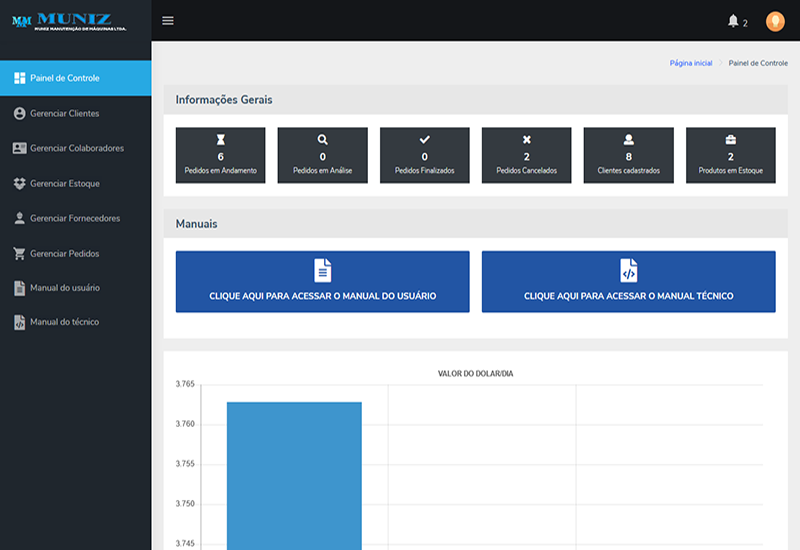 MUNIZ
MUNIZ MANUTENÇÃO DE MÁQUINAS LTDA.
2
Página inicial
Painel de Controle
Painel de Controle
Gerenciar Clientes
Gerenciar Colaboradores
Gerenciar Estoque
Gerenciar Fornecedores
Gerenciar Pedidos
Manual do usuário
Manual do técnico
Informações Gerais
6
Pedidos em Andamento
0
Pedidos em Análise
0
Pedidos Finalizados
2
Pedidos Cancelados
8
Clientes cadastrados
2
Produtos em Estoque
Manuais
CLIQUE AQUI PARA ACESSAR O MANUAL DO USUÁRIO
CLIQUE AQUI PARA ACESSAR O MANUAL TÉCNICO
VALOR DO DOLAR/DIA
3.765
3.760
3.755
3.750
3.745